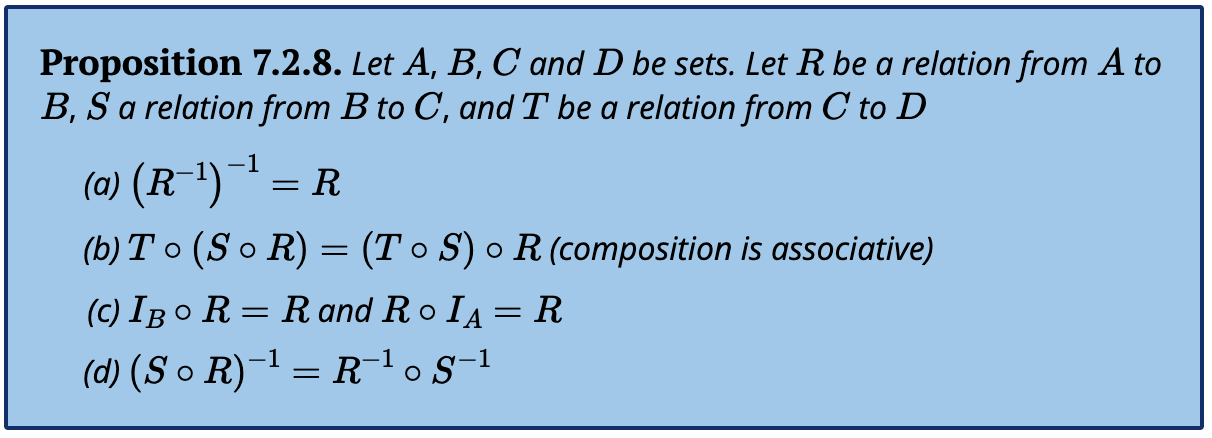 Proposition 7.2.8. Let A, B, C and D be sets. Let R be a relation from A to
B, S a relation from B to C, and T be a relation from C to D
(a) (R⁻¹)⁻¹ = R
(b) T ∘ (S ∘ R) = (T ∘ S) ∘ R (composition is associative)
(c) I_B ∘ R = R and R ∘ I_A = R
(d) (S ∘ R)⁻¹ = R⁻¹ ∘ S⁻¹